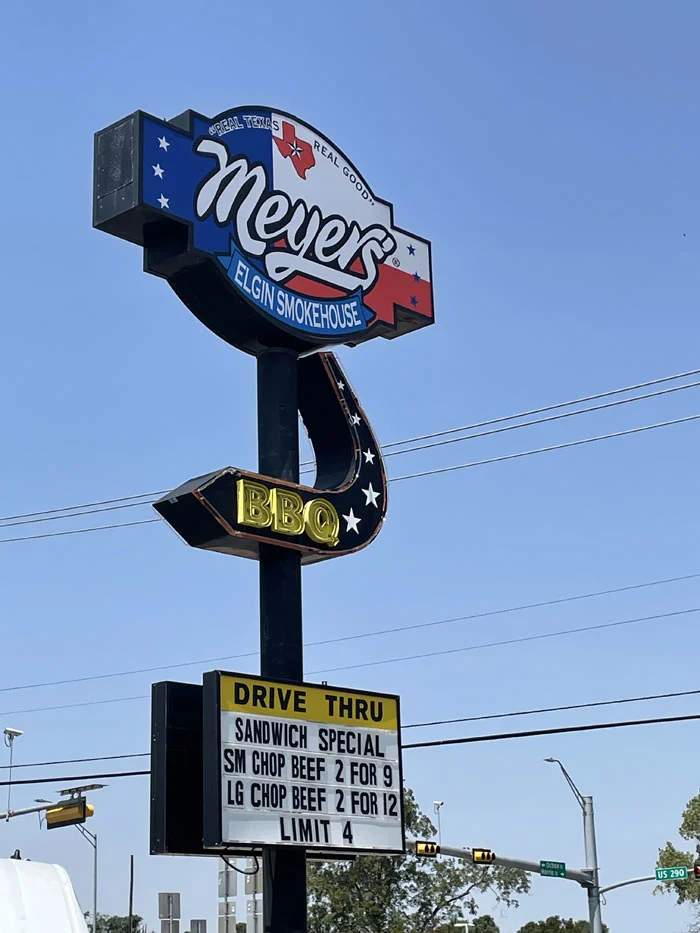 "REAL TEXAS
REAL GOOD"
Meyer's®
ELGIN SMOKEHOUSE
BBQ
DRIVE THRU
SANDWICH SPECIAL
SM CHOP BEEF 2 FOR 9
LG CHOP BEEF 2 FOR 12
LIMIT 4
US 290